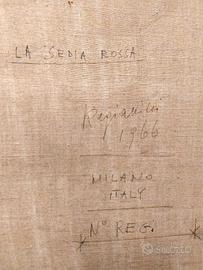 LA SEDIA ROSSA
1966
MILANO
ITALY
N° REG.
SUBITO